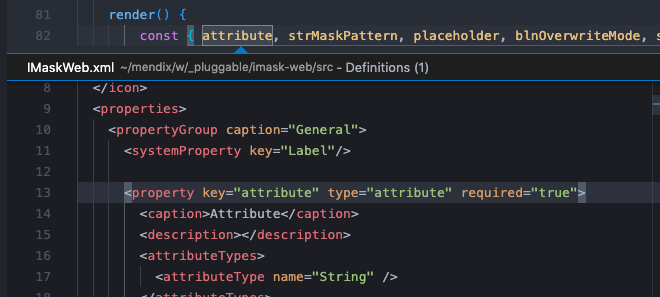 81 render() {
82 const { attribute, strMaskPattern, placeholder, blnOverwriteMode, s
IMaskWeb.xml ~/mendix/w/_pluggable/imask-web/src - Definitions (1)
8 </icon>
9 <properties>
10 <propertyGroup caption="General">
11 <systemProperty key="Label"/>
12
13 <property key="attribute" type="attribute" required="true">
14 <caption>Attribute</caption>
15 <description></description>
16 <attributeTypes>
17 <attributeType name="String" />
18 </attributeTypes>